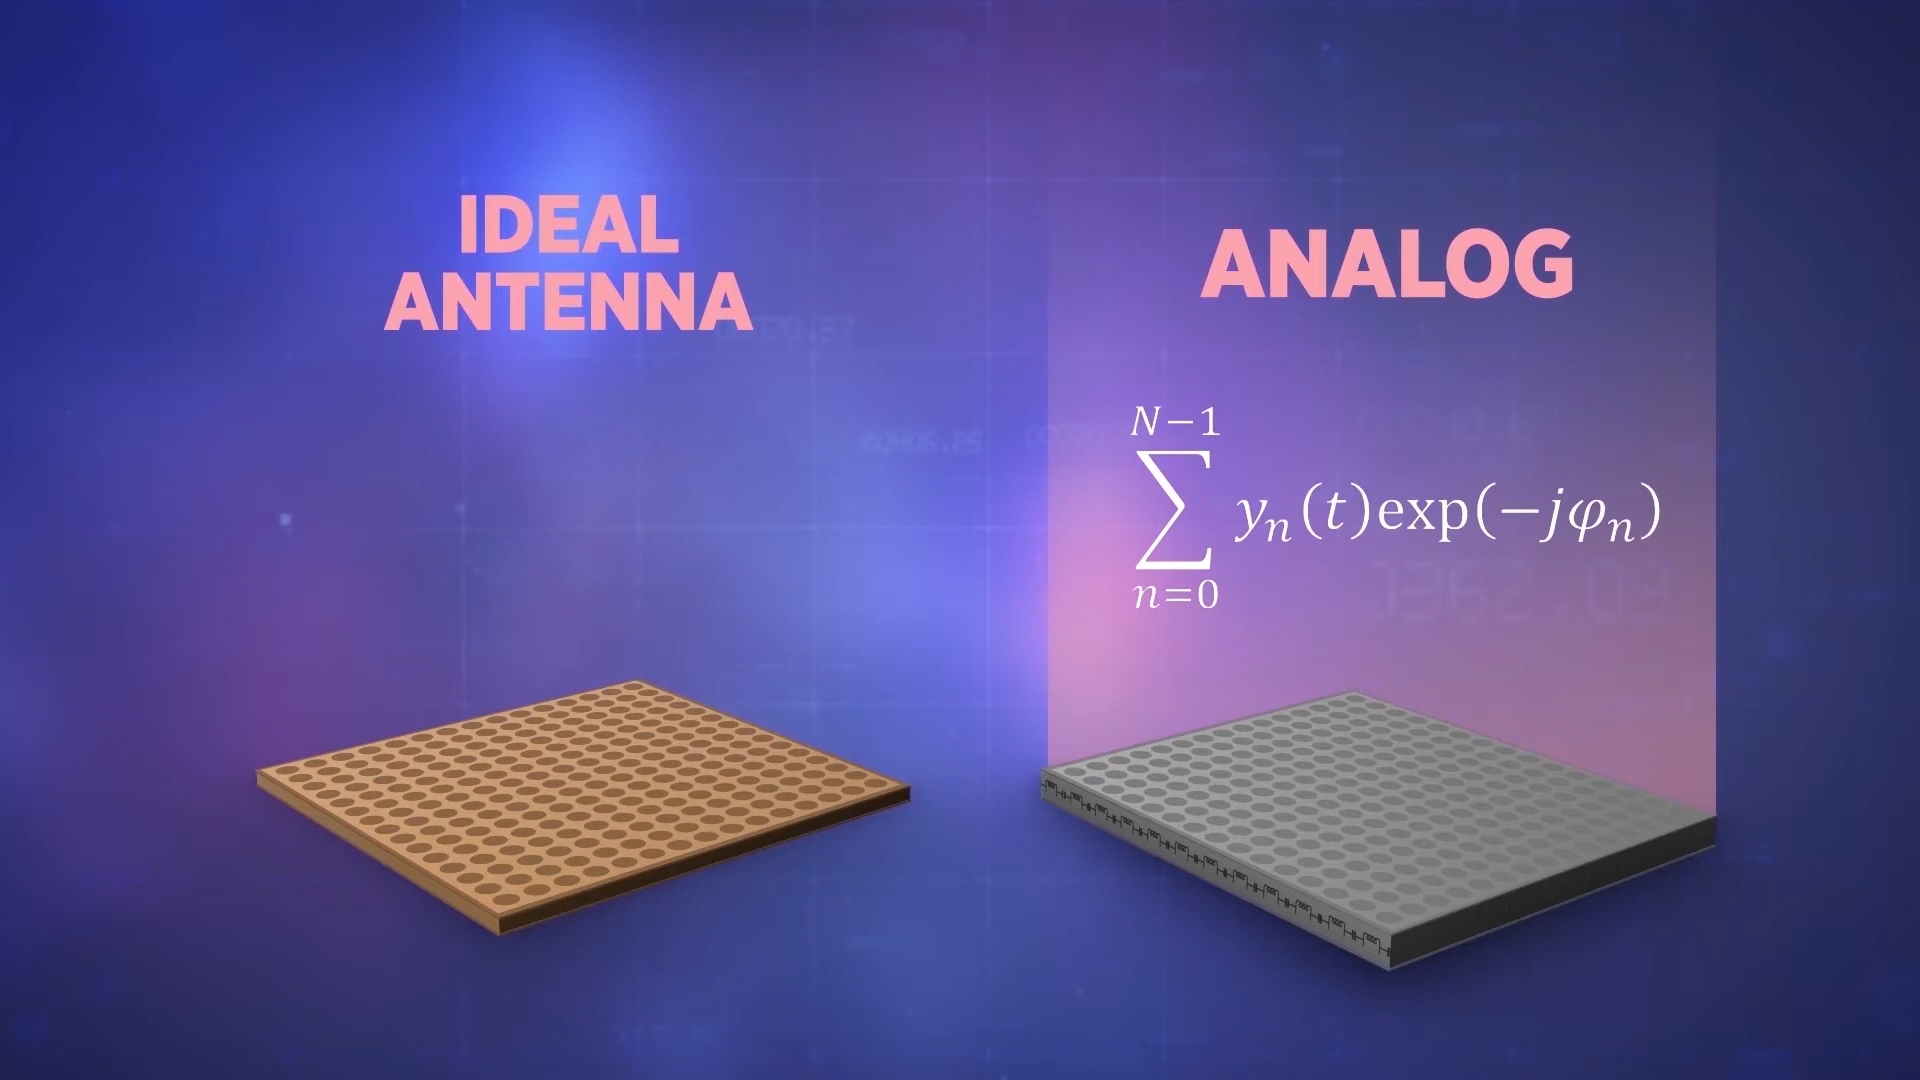 IDEAL
ANTENNA
ANALOG
N−1
∑ yₙ(t)exp(−jφₙ)
n=0